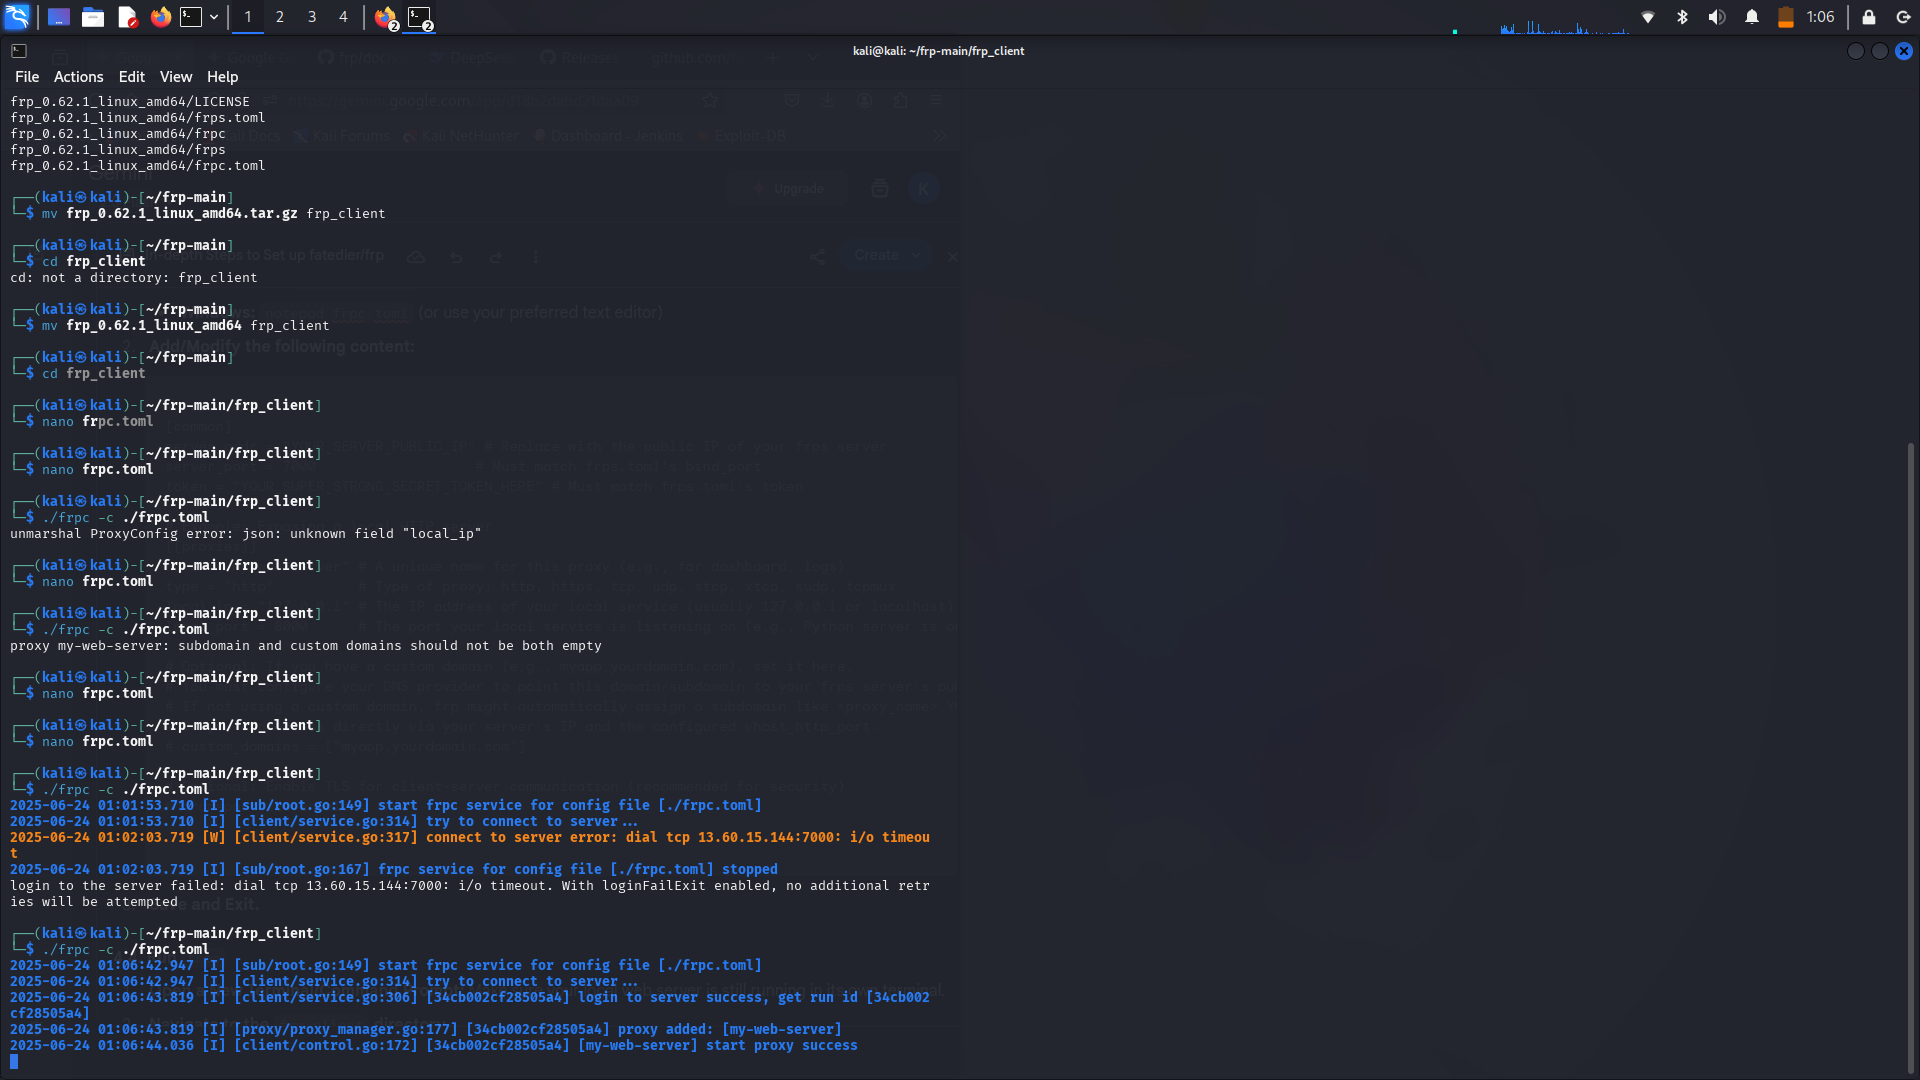 1 2 3 4 2 2 1:06
kali@kali: ~/frp-main/frp_client
File Actions Edit View Help
frp_0.62.1_linux_amd64/LICENSE
frp_0.62.1_linux_amd64/frps.toml
frp_0.62.1_linux_amd64/frpc
frp_0.62.1_linux_amd64/frps
frp_0.62.1_linux_amd64/frpc.toml
┌──(kali㉿kali)-[~/frp-main]
└─$ mv frp_0.62.1_linux_amd64.tar.gz frp_client
┌──(kali㉿kali)-[~/frp-main]
└─$ cd frp_client
cd: not a directory: frp_client
┌──(kali㉿kali)-[~/frp-main]
└─$ mv frp_0.62.1_linux_amd64 frp_client
┌──(kali㉿kali)-[~/frp-main]
└─$ cd frp_client
┌──(kali㉿kali)-[~/frp-main/frp_client]
└─$ nano frpc.toml
┌──(kali㉿kali)-[~/frp-main/frp_client]
└─$ nano frpc.toml
┌──(kali㉿kali)-[~/frp-main/frp_client]
└─$ ./frpc -c ./frpc.toml
unmarshal ProxyConfig error: json: unknown field "local_ip"
┌──(kali㉿kali)-[~/frp-main/frp_client]
└─$ nano frpc.toml
┌──(kali㉿kali)-[~/frp-main/frp_client]
└─$ ./frpc -c ./frpc.toml
proxy my-web-server: subdomain and custom domains should not be both empty
┌──(kali㉿kali)-[~/frp-main/frp_client]
└─$ nano frpc.toml
┌──(kali㉿kali)-[~/frp-main/frp_client]
└─$ nano frpc.toml
┌──(kali㉿kali)-[~/frp-main/frp_client]
└─$ ./frpc -c ./frpc.toml
2025-06-24 01:01:53.710 [I] [sub/root.go:149] start frpc service for config file [./frpc.toml]
2025-06-24 01:01:53.710 [I] [client/service.go:314] try to connect to server...
2025-06-24 01:02:03.719 [W] [client/service.go:317] connect to server error: dial tcp 13.60.15.144:7000: i/o timeou
t
2025-06-24 01:02:03.719 [I] [sub/root.go:167] frpc service for config file [./frpc.toml] stopped
login to the server failed: dial tcp 13.60.15.144:7000: i/o timeout. With loginFailExit enabled, no additional retr
ies will be attempted
┌──(kali㉿kali)-[~/frp-main/frp_client]
└─$ ./frpc -c ./frpc.toml
2025-06-24 01:06:42.947 [I] [sub/root.go:149] start frpc service for config file [./frpc.toml]
2025-06-24 01:06:42.947 [I] [client/service.go:314] try to connect to server...
2025-06-24 01:06:43.819 [I] [client/service.go:306] [34cb002cf28505a4] login to server success, get run id [34cb002
cf28505a4]
2025-06-24 01:06:43.819 [I] [proxy/proxy_manager.go:177] [34cb002cf28505a4] proxy added: [my-web-server]
2025-06-24 01:06:44.036 [I] [client/control.go:172] [34cb002cf28505a4] [my-web-server] start proxy success